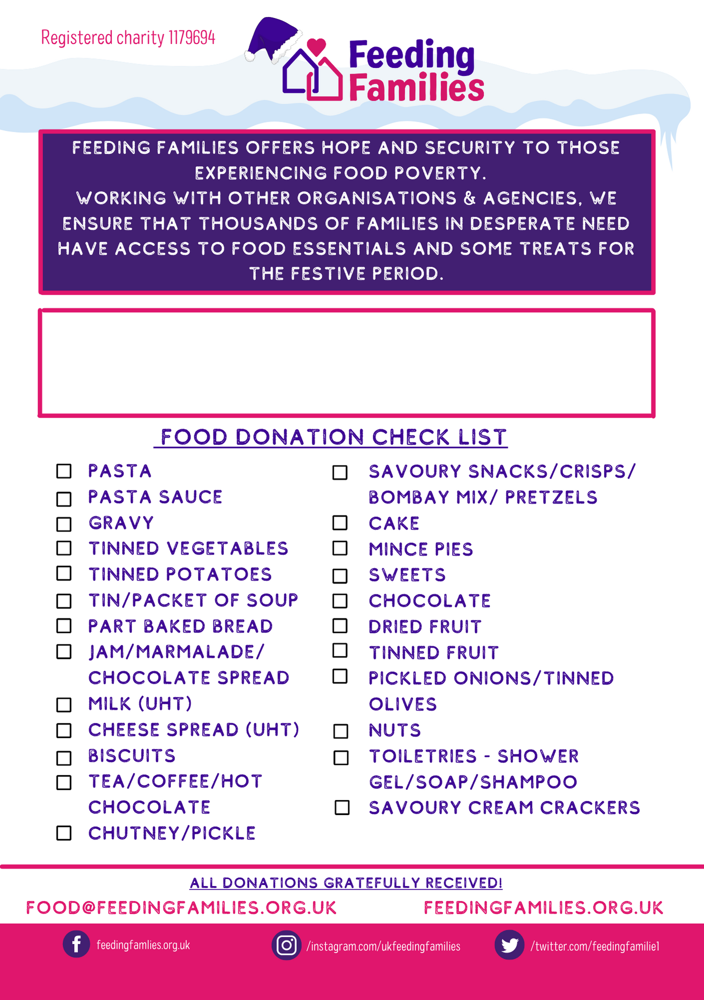 Registered charity 1179694
Feeding
Families
FEEDING FAMILIES OFFERS HOPE AND SECURITY TO THOSE
EXPERIENCING FOOD POVERTY.
WORKING WITH OTHER ORGANISATIONS & AGENCIES, WE
ENSURE THAT THOUSANDS OF FAMILIES IN DESPERATE NEED
HAVE ACCESS TO FOOD ESSENTIALS AND SOME TREATS FOR
THE FESTIVE PERIOD.
FOOD DONATION CHECK LIST
PASTA
PASTA SAUCE
GRAVY
TINNED VEGETABLES
TINNED POTATOES
TIN/PACKET OF SOUP
PART BAKED BREAD
JAM/MARMALADE/
CHOCOLATE SPREAD
MILK (UHT)
CHEESE SPREAD (UHT)
BISCUITS
TEA/COFFEE/HOT
CHOCOLATE
CHUTNEY/PICKLE
SAVOURY SNACKS/CRISPS/
BOMBAY MIX/ PRETZELS
CAKE
MINCE PIES
SWEETS
CHOCOLATE
DRIED FRUIT
TINNED FRUIT
PICKLED ONIONS/TINNED
OLIVES
NUTS
TOILETRIES - SHOWER
GEL/SOAP/SHAMPOO
SAVOURY CREAM CRACKERS
ALL DONATIONS GRATEFULLY RECEIVED!
FOOD@FEEDINGFAMILIES.ORG.UK
FEEDINGFAMILIES.ORG.UK
feedingfamlies.org.uk
/instagram.com/ukfeedingfamilies
/twitter.com/feedingfamilie1